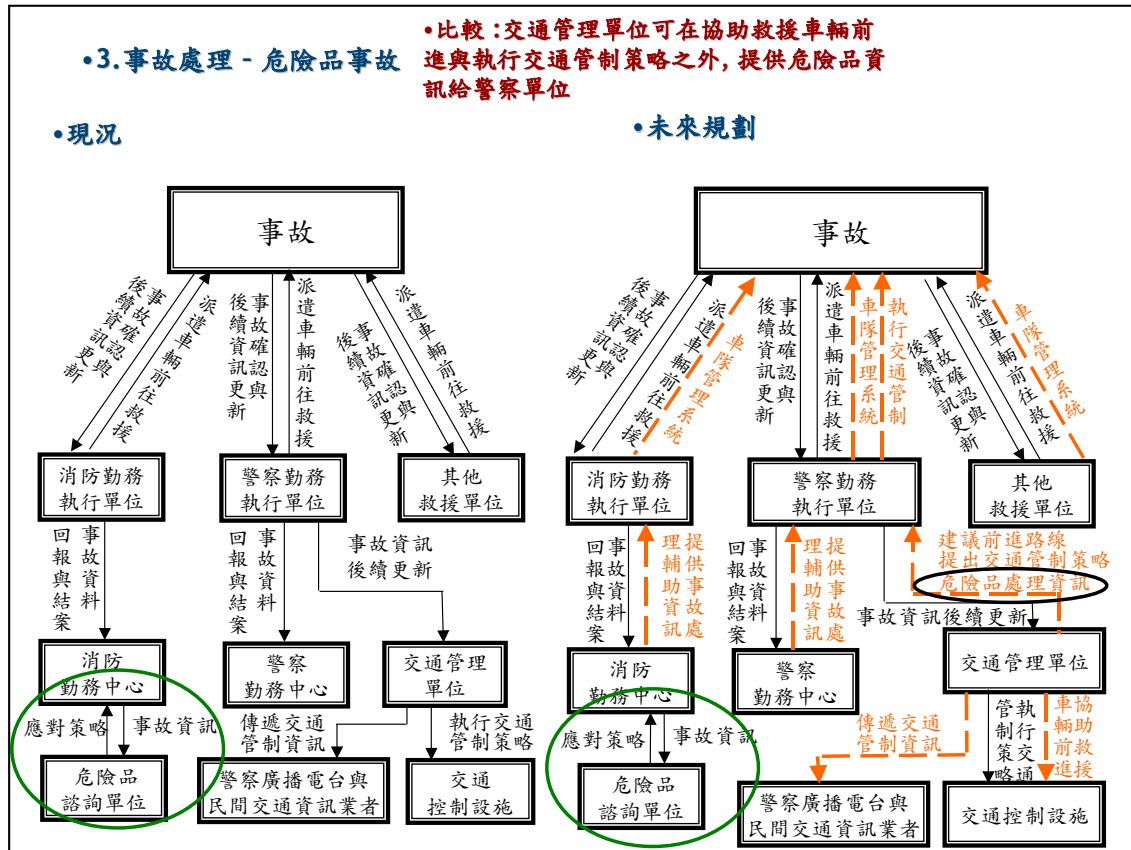 •3.事故處理 - 危險品事故
•比較:交通管理單位可在協助救援車輛前
進與執行交通管制策略之外,提供危險品資
訊給警察單位
•現況
事故
事故確認與
後續資訊更新
派遣車輛前往救援
事故確認與
後續資訊更新
派遣車輛前往救援
事故確認與
後續資訊更新
派遣車輛前往救援
消防勤務
執行單位
警察勤務
執行單位
其他
救援單位
事故資料
回報與結案
事故資料
回報與結案
事故資訊
後續更新
消防
勤務中心
警察
勤務中心
交通管理
單位
應對策略
事故資訊
傳遞交通
管制資訊
執行交通
管制策略
危險品
諮詢單位
警察廣播電台與
民間交通資訊業者
交通
控制設施
•未來規劃
事故
事故確認與
後續資訊更新
派遣車輛前往救援
車隊管理系統
事故確認與
後續資訊更新
派遣車輛前往救援
車隊管理系統
執行交通管制
事故確認與
後續資訊更新
派遣車輛前往救援
車隊管理系統
消防勤務
執行單位
警察勤務
執行單位
其他
救援單位
事故資料
回報與結案
提供事故處
理輔助資訊
事故資料
回報與結案
提供事故處
理輔助資訊
建議前進路線
提出交通管制策略
危險品處理資訊
事故資訊後續更新
消防
勤務中心
警察
勤務中心
交通管理單位
應對策略
事故資訊
傳遞交通
管制資訊
執行交通
管制策略
協助救援
車輛前進
危險品
諮詢單位
警察廣播電台與
民間交通資訊業者
交通控制設施